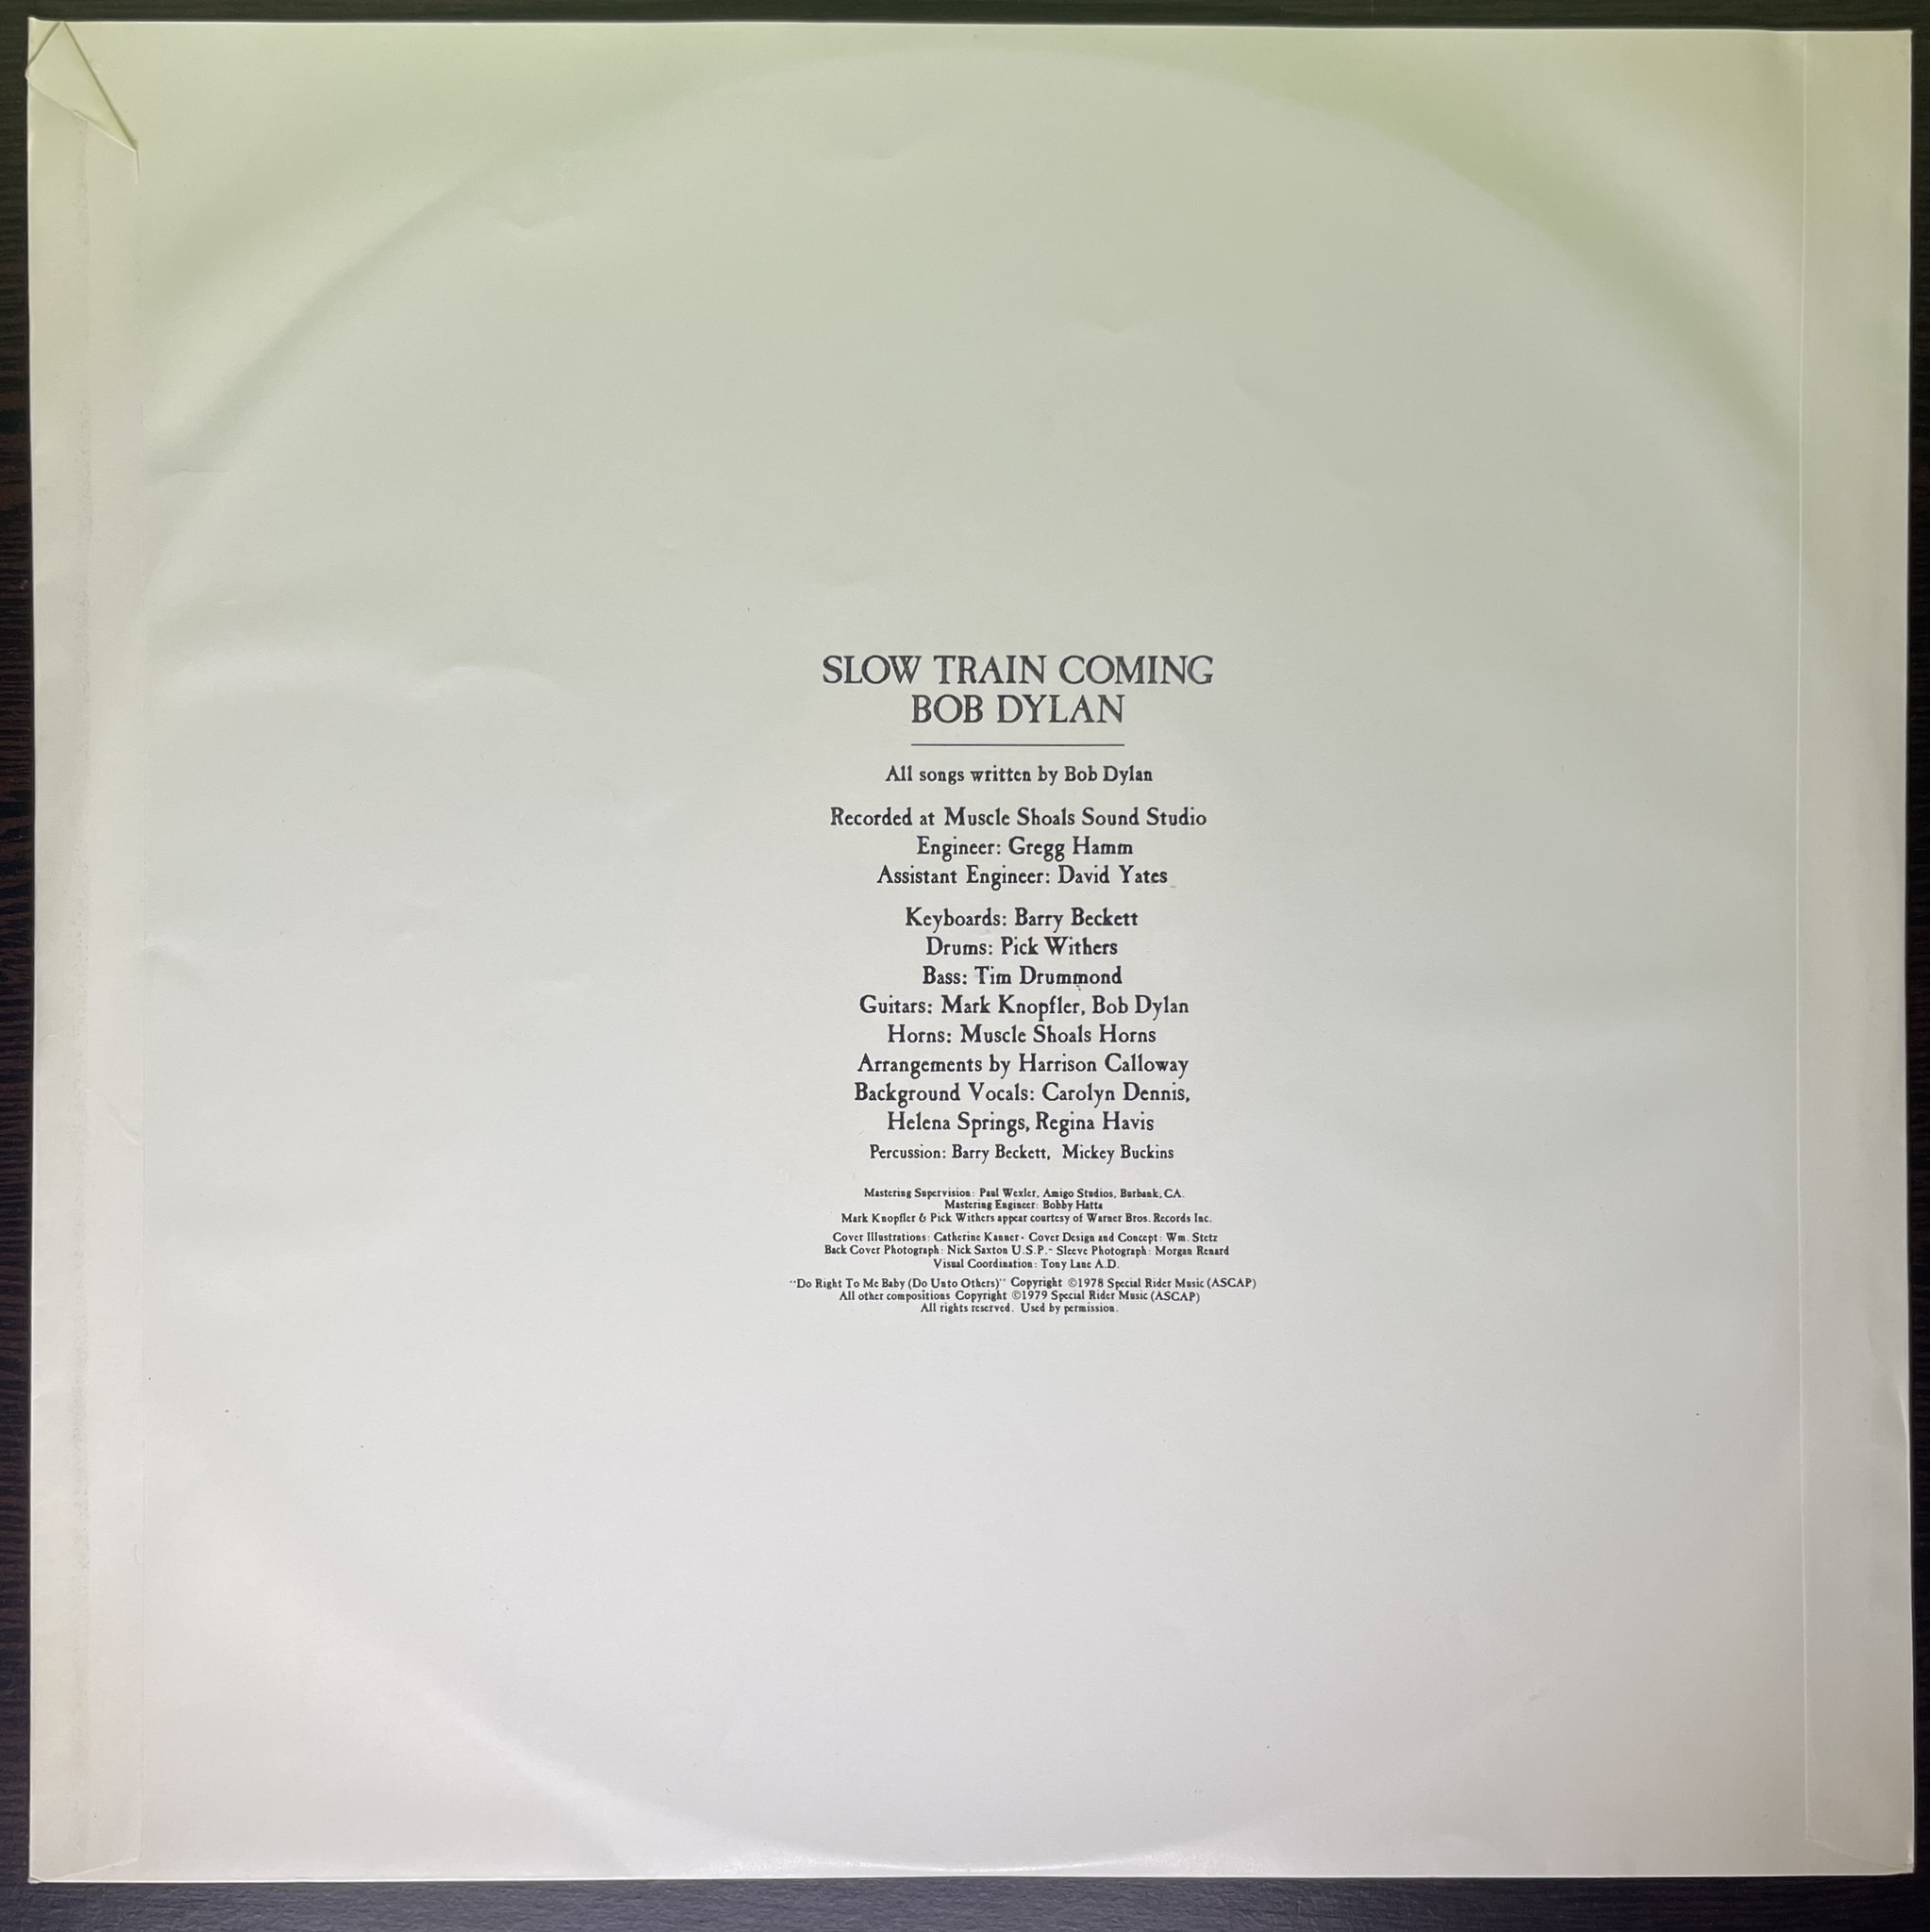 SLOW TRAIN COMING
BOB DYLAN
All songs written by Bob Dylan
Recorded at Muscle Shoals Sound Studio
Engineer: Gregg Hamm
Assistant Engineer: David Yates
Keyboards: Barry Beckett
Drums: Pick Withers
Bass: Tim Drummond
Guitars: Mark Knopfler, Bob Dylan
Horns: Muscle Shoals Horns
Arrangements by Harrison Calloway
Background Vocals: Carolyn Dennis,
Helena Springs, Regina Havis
Percussion: Barry Beckett, Mickey Buckins
Mastering Supervision: Paul Wexler, Amigo Studios, Burbank, CA.
Mastering Engineer: Bobby Hatta
Mark Knopfler & Pick Withers appear courtesy of Warner Bros. Records Inc.
Cover Illustrations: Catherine Kanner - Cover Design and Concept: Wm. Stetz
Back Cover Photograph: Nick Saxton U.S.P. - Sleeve Photograph: Morgan Renard
Visual Coordination: Tony Lane A.D.
"Do Right To Me Baby (Do Unto Others)" Copyright ©1978 Special Rider Music (ASCAP)
All other compositions Copyright ©1979 Special Rider Music (ASCAP)
All rights reserved. Used by permission.